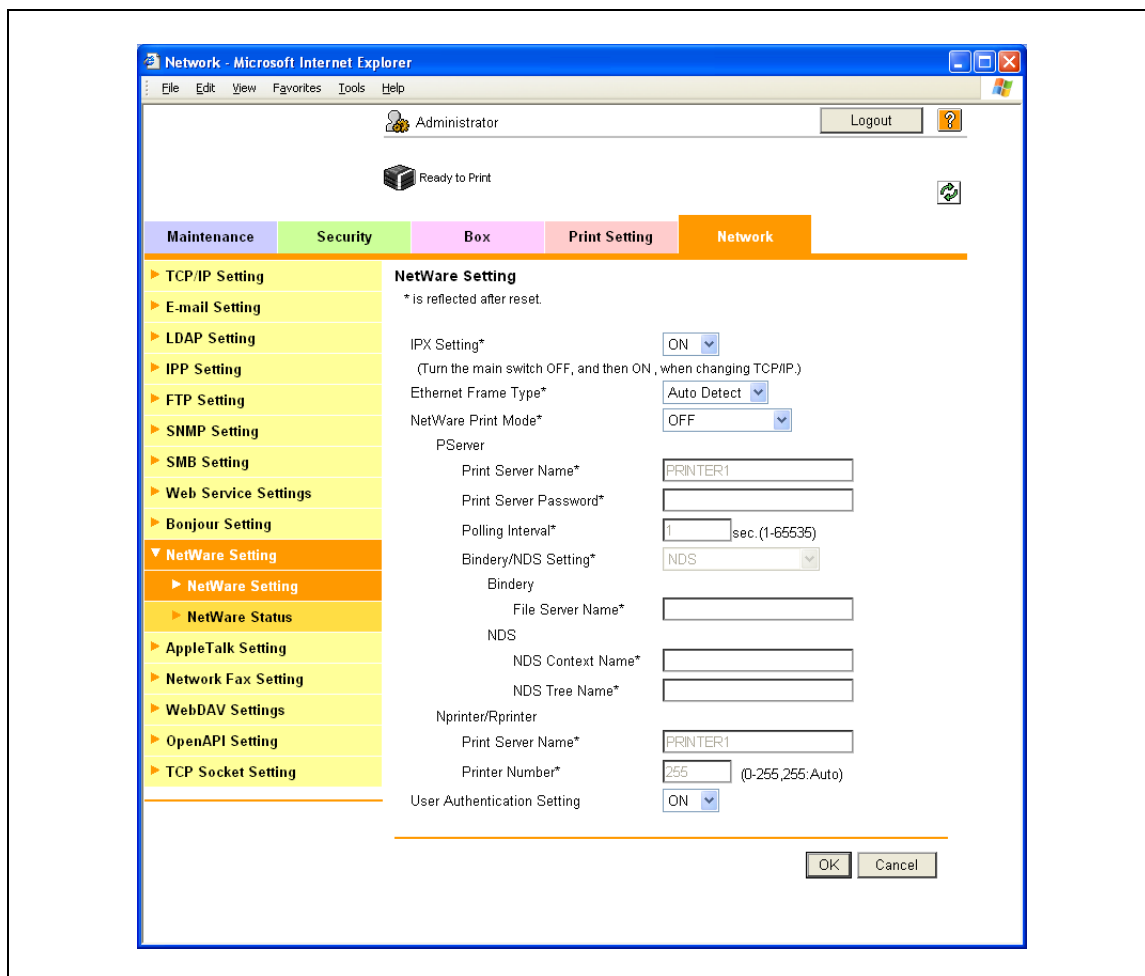 Network - Microsoft Internet Explorer
File Edit View Favorites Tools Help
Administrator Logout ?
Ready to Print
Maintenance Security Box Print Setting Network
TCP/IP Setting
E-mail Setting
LDAP Setting
IPP Setting
FTP Setting
SNMP Setting
SMB Setting
Web Service Settings
Bonjour Setting
NetWare Setting
NetWare Setting
NetWare Status
AppleTalk Setting
Network Fax Setting
WebDAV Settings
OpenAPI Setting
TCP Socket Setting
NetWare Setting
* is reflected after reset.
IPX Setting* ON
(Turn the main switch OFF, and then ON , when changing TCP/IP.)
Ethernet Frame Type* Auto Detect
NetWare Print Mode* OFF
PServer
Print Server Name* PRINTER1
Print Server Password*
Polling Interval* 1 sec.(1-65535)
Bindery/NDS Setting* NDS
Bindery
File Server Name*
NDS
NDS Context Name*
NDS Tree Name*
Nprinter/Rprinter
Print Server Name* PRINTER1
Printer Number* 255 (0-255,255:Auto)
User Authentication Setting ON
OK Cancel